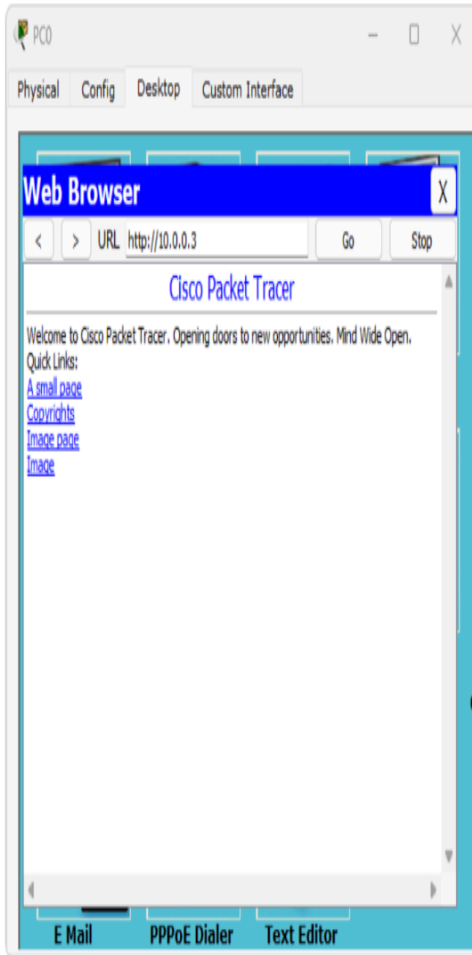 PC0
Physical Config Desktop Custom Interface
Web Browser X
< > URL http://10.0.0.3 Go Stop
Cisco Packet Tracer
Welcome to Cisco Packet Tracer. Opening doors to new opportunities. Mind Wide Open.
Quick Links:
A small page
Copyrights
Image page
Image
E Mail PPPoE Dialer Text Editor